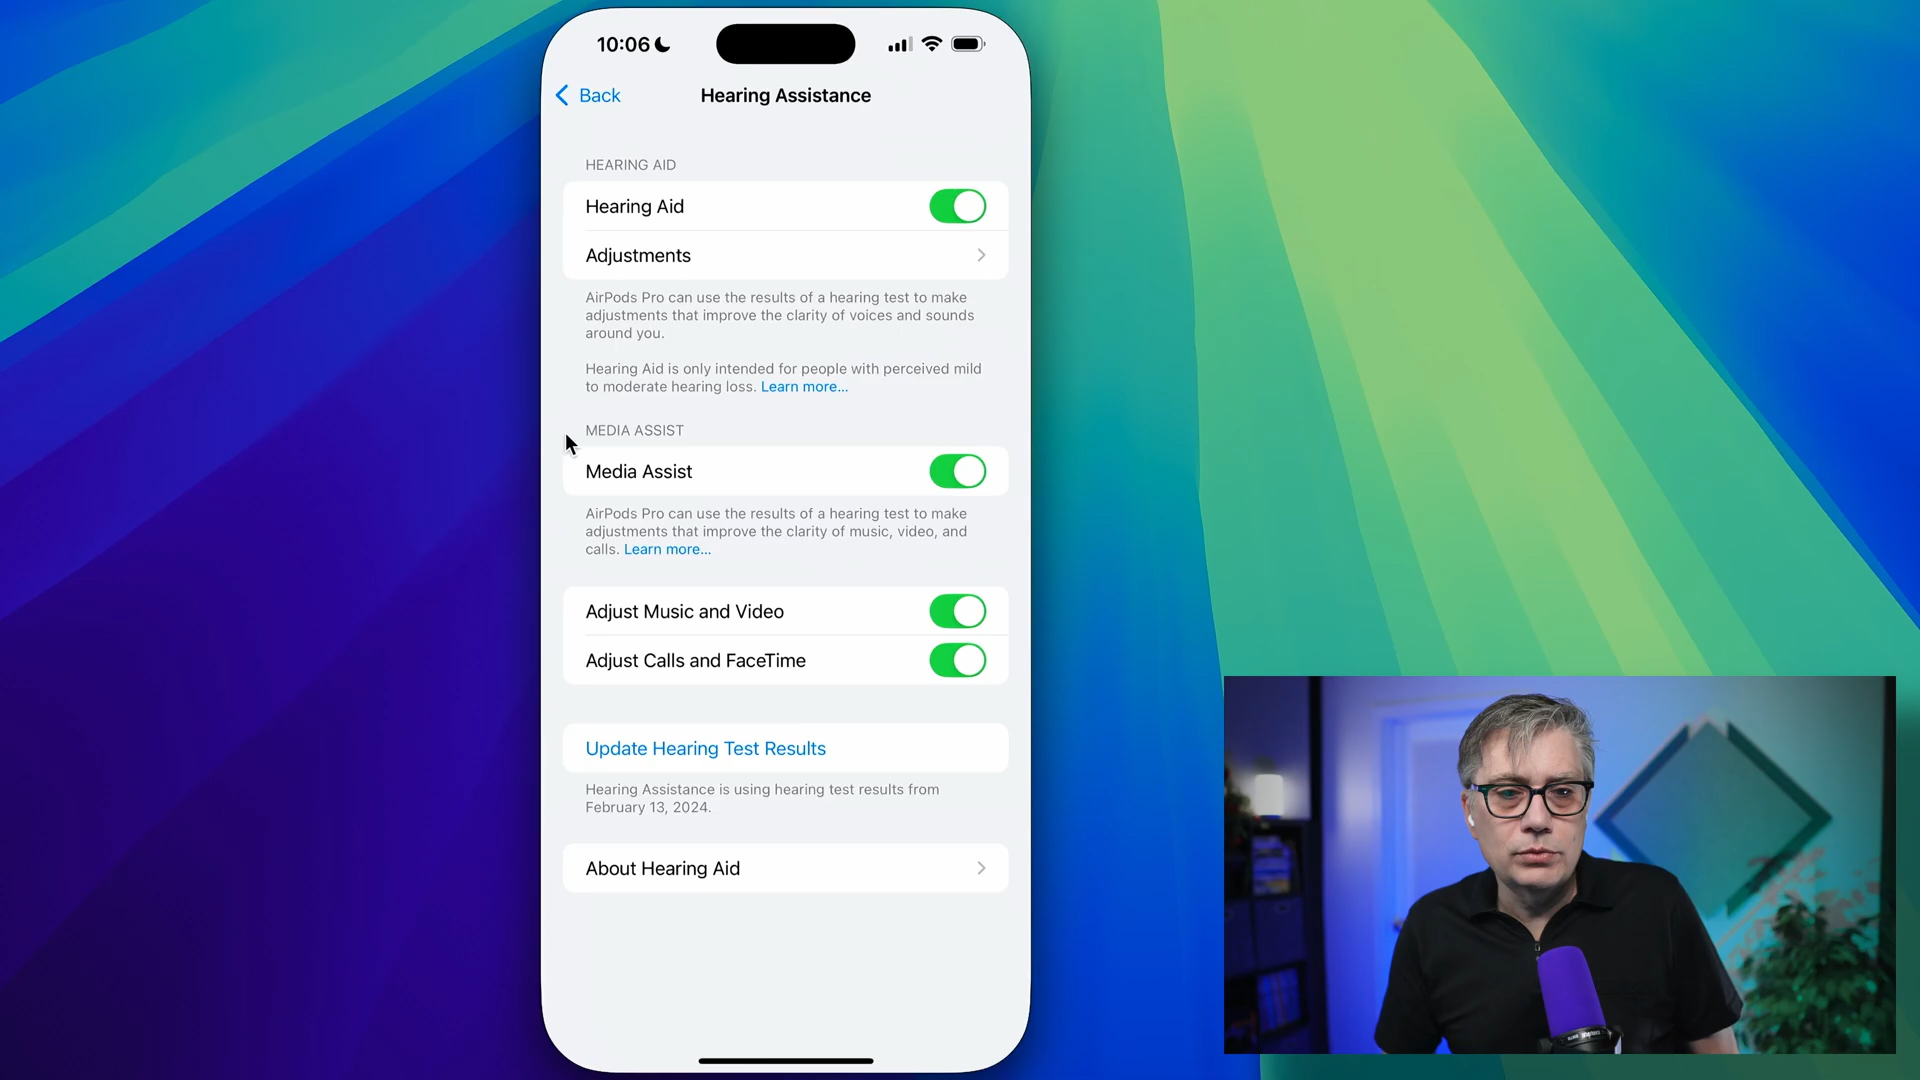 10:06
Back
Hearing Assistance
HEARING AID
Hearing Aid
Adjustments
AirPods Pro can use the results of a hearing test to make
adjustments that improve the clarity of voices and sounds
around you.
Hearing Aid is only intended for people with perceived mild
to moderate hearing loss. Learn more...
MEDIA ASSIST
Media Assist
AirPods Pro can use the results of a hearing test to make
adjustments that improve the clarity of music, video, and
calls. Learn more...
Adjust Music and Video
Adjust Calls and FaceTime
Update Hearing Test Results
Hearing Assistance is using hearing test results from
February 13, 2024.
About Hearing Aid